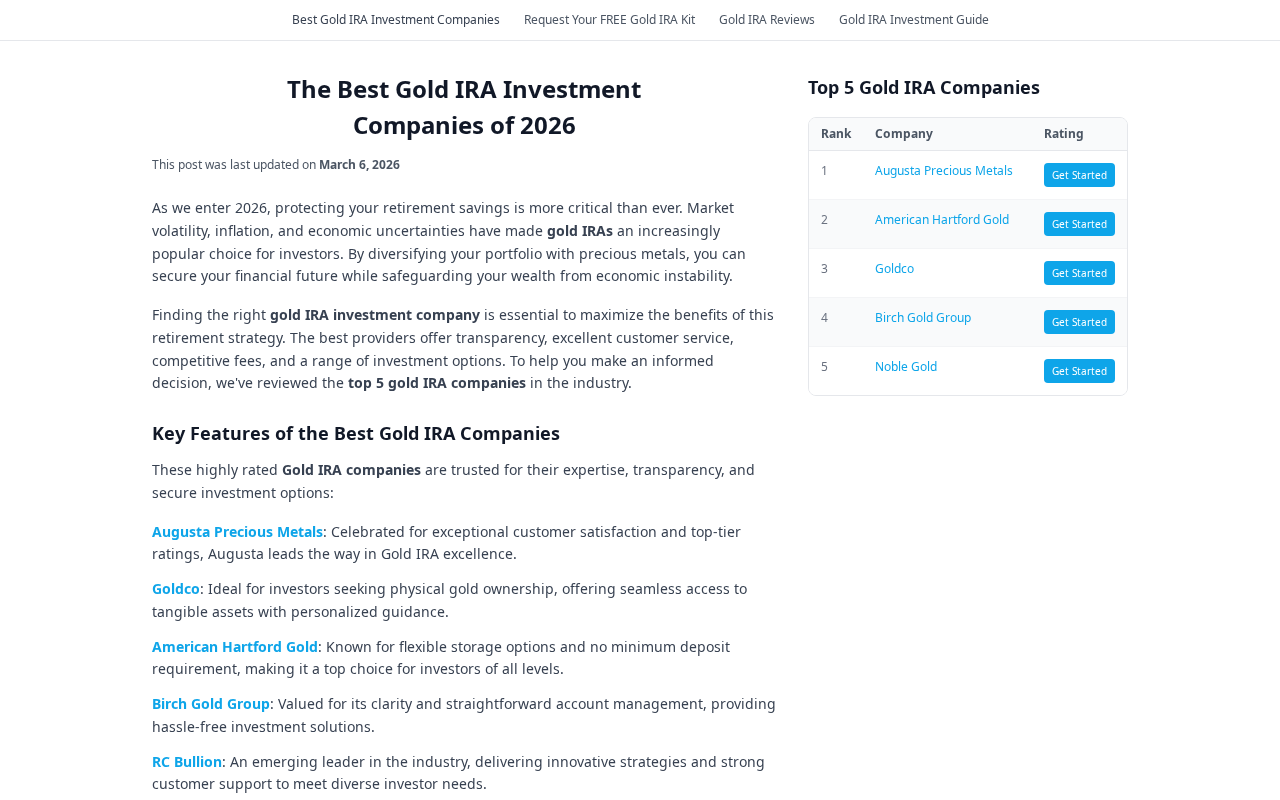 Best Gold IRA Investment Companies Request Your FREE Gold IRA Kit Gold IRA Reviews Gold IRA Investment Guide
The Best Gold IRA Investment
Companies of 2026
This post was last updated on March 6, 2026
As we enter 2026, protecting your retirement savings is more critical than ever. Market
volatility, inflation, and economic uncertainties have made gold IRAs an increasingly
popular choice for investors. By diversifying your portfolio with precious metals, you can
secure your financial future while safeguarding your wealth from economic instability.
Finding the right gold IRA investment company is essential to maximize the benefits of this
retirement strategy. The best providers offer transparency, excellent customer service,
competitive fees, and a range of investment options. To help you make an informed
decision, we've reviewed the top 5 gold IRA companies in the industry.
Key Features of the Best Gold IRA Companies
These highly rated Gold IRA companies are trusted for their expertise, transparency, and
secure investment options:
Augusta Precious Metals: Celebrated for exceptional customer satisfaction and top-tier
ratings, Augusta leads the way in Gold IRA excellence.
Goldco: Ideal for investors seeking physical gold ownership, offering seamless access to
tangible assets with personalized guidance.
American Hartford Gold: Known for flexible storage options and no minimum deposit
requirement, making it a top choice for investors of all levels.
Birch Gold Group: Valued for its clarity and straightforward account management, providing
hassle-free investment solutions.
RC Bullion: An emerging leader in the industry, delivering innovative strategies and strong
customer support to meet diverse investor needs.
Top 5 Gold IRA Companies
Rank Company Rating
1 Augusta Precious Metals Get Started
2 American Hartford Gold Get Started
3 Goldco Get Started
4 Birch Gold Group Get Started
5 Noble Gold Get Started